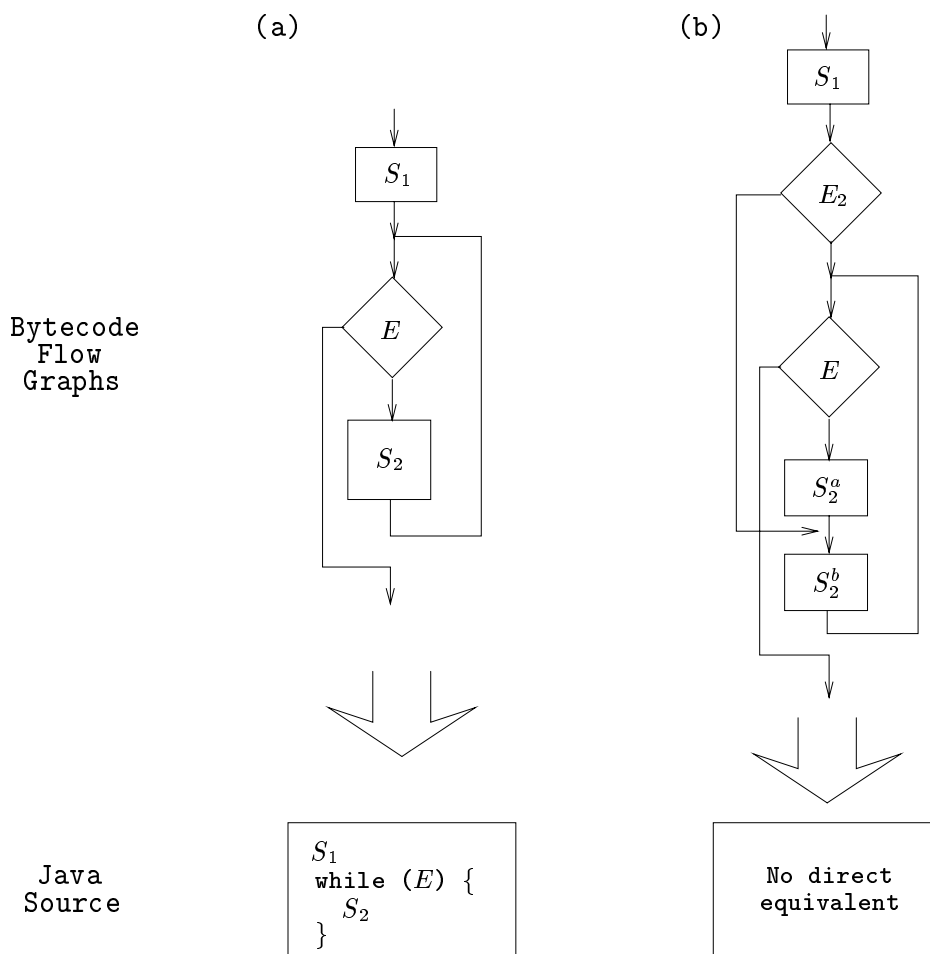 (a)
(b)
S₁
E
S₂
S₁
E₂
E
S₂ᵃ
S₂ᵇ
Bytecode
Flow
Graphs
Java
Source
S₁
while (E) {
S₂
}
No direct
equivalent